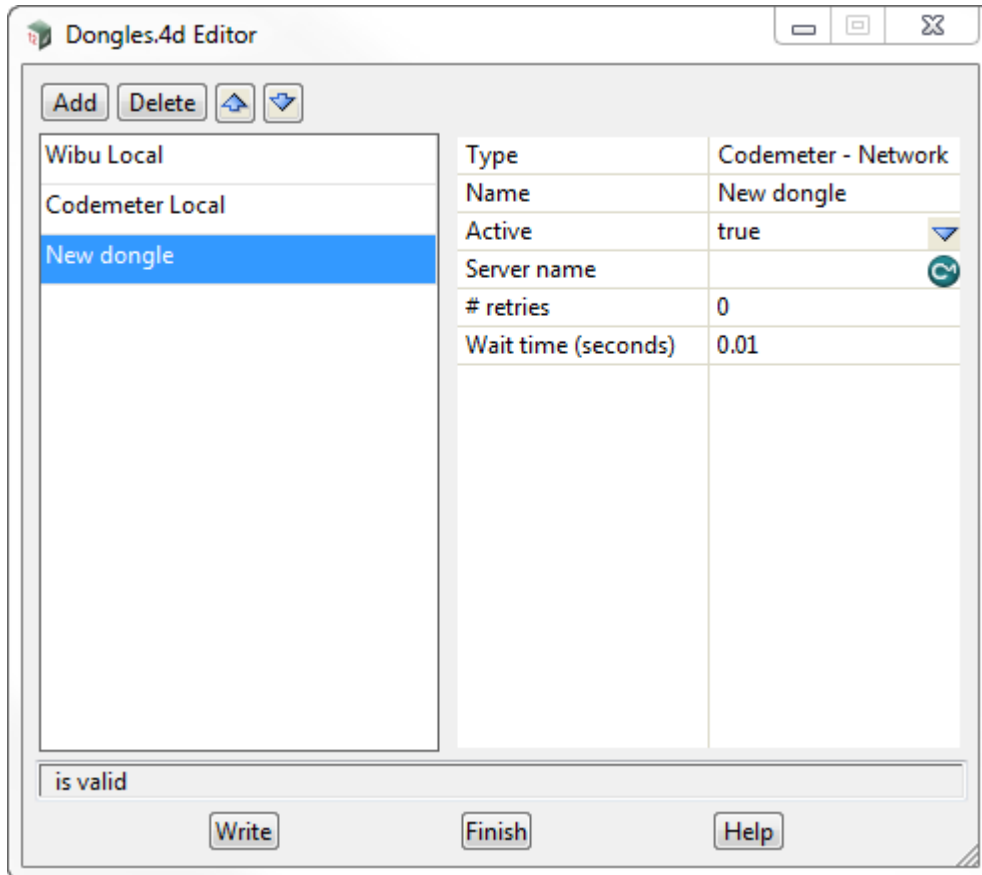 Dongles.4d Editor
Add Delete
Wibu Local
Codemeter Local
New dongle
Type Codemeter - Network
Name New dongle
Active true
Server name
# retries 0
Wait time (seconds) 0.01
is valid
Write Finish Help